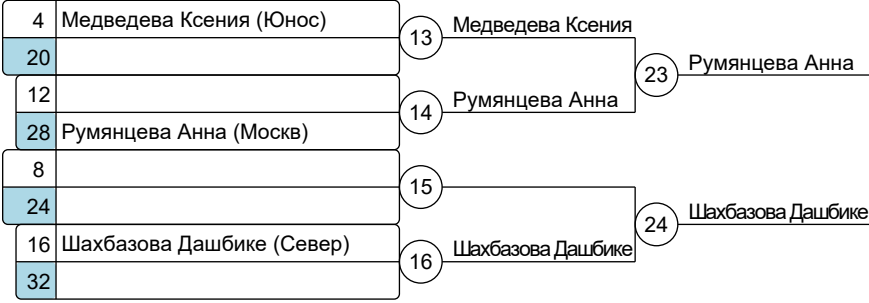 4 Медведева Ксения (Юнос)
20
12
28 Румянцева Анна (Москв)
8
24
16 Шахбазова Дашбике (Север)
32
13 Медведева Ксения
14 Румянцева Анна
15
16 Шахбазова Дашбике
23 Румянцева Анна
24 Шахбазова Дашбике